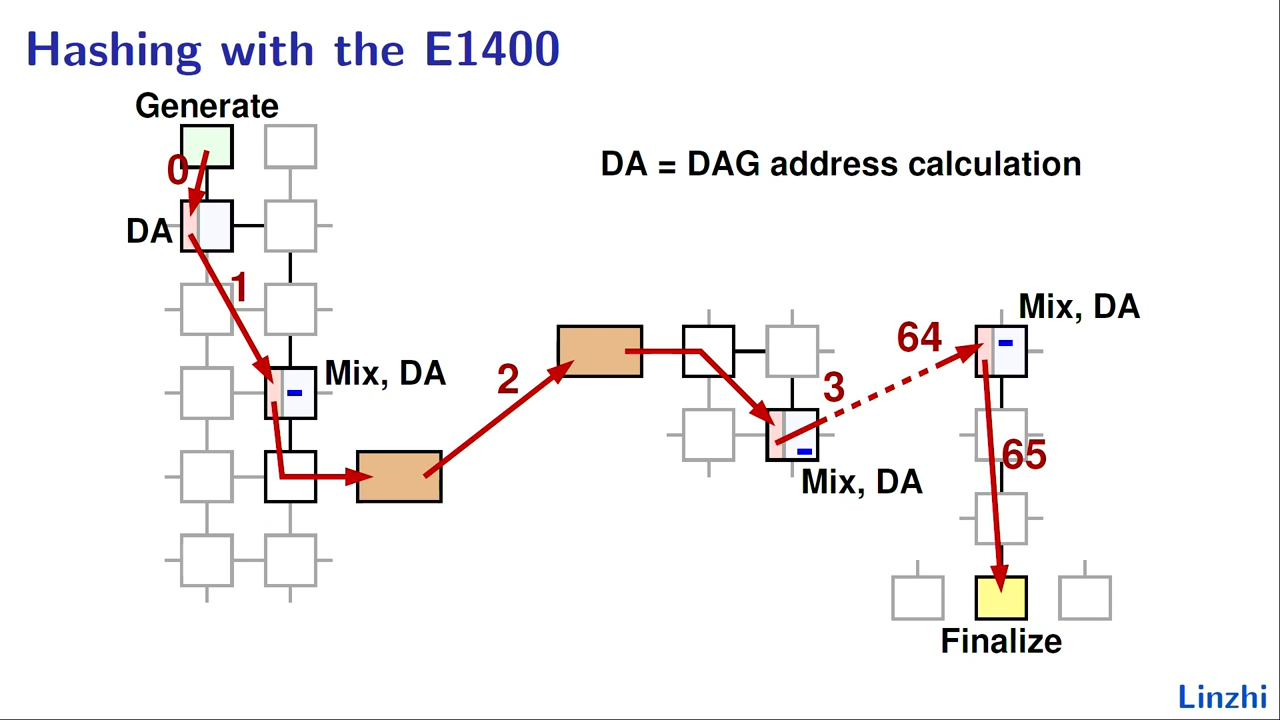 Hashing with the E1400
Generate
DA = DAG address calculation
0
DA
1
Mix, DA
64
Mix, DA
2
3
65
Mix, DA
Finalize
Linzhi